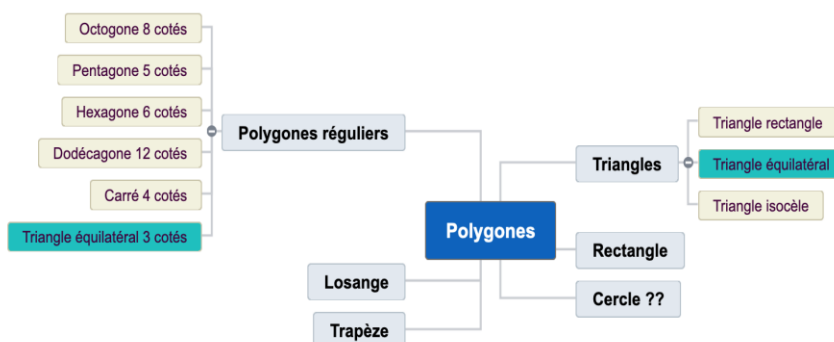 Octogone 8 cotés
Pentagone 5 cotés
Hexagone 6 cotés
Polygones réguliers
Dodécagone 12 cotés
Carré 4 cotés
Triangle équilatéral 3 cotés
Losange
Trapèze
Polygones
Triangles
Triangle rectangle
Triangle équilatéral
Triangle isocèle
Rectangle
Cercle ??